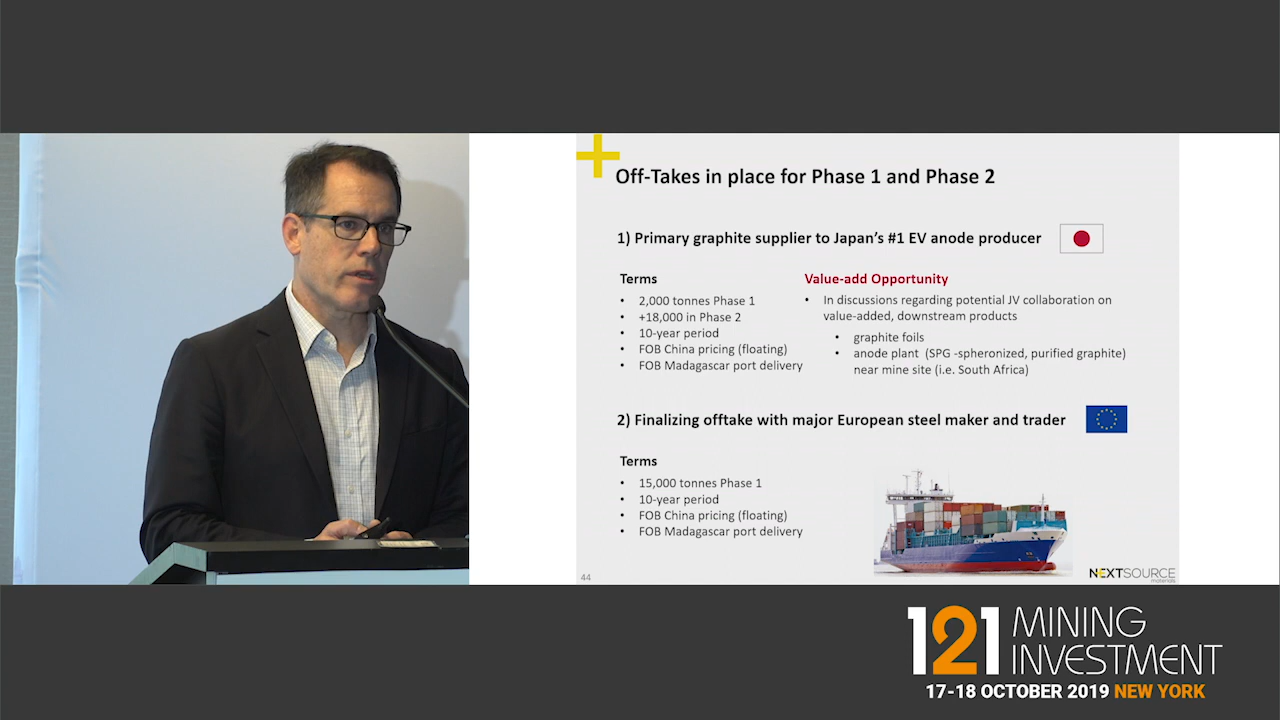 Off-Takes in place for Phase 1 and Phase 2
1) Primary graphite supplier to Japan's #1 EV anode producer
Terms
• 2,000 tonnes Phase 1
• +18,000 in Phase 2
• 10-year period
• FOB China pricing (floating)
• FOB Madagascar port delivery
Value-add Opportunity
• In discussions regarding potential JV collaboration on
value-added, downstream products
• graphite foils
• anode plant (SPG -spheronized, purified graphite)
near mine site (i.e. South Africa)
2) Finalizing offtake with major European steel maker and trader
Terms
• 15,000 tonnes Phase 1
• 10-year period
• FOB China pricing (floating)
• FOB Madagascar port delivery
44
NEXTSOURCE
materials
121 MINING
INVESTMENT
17-18 OCTOBER 2019 NEW YORK